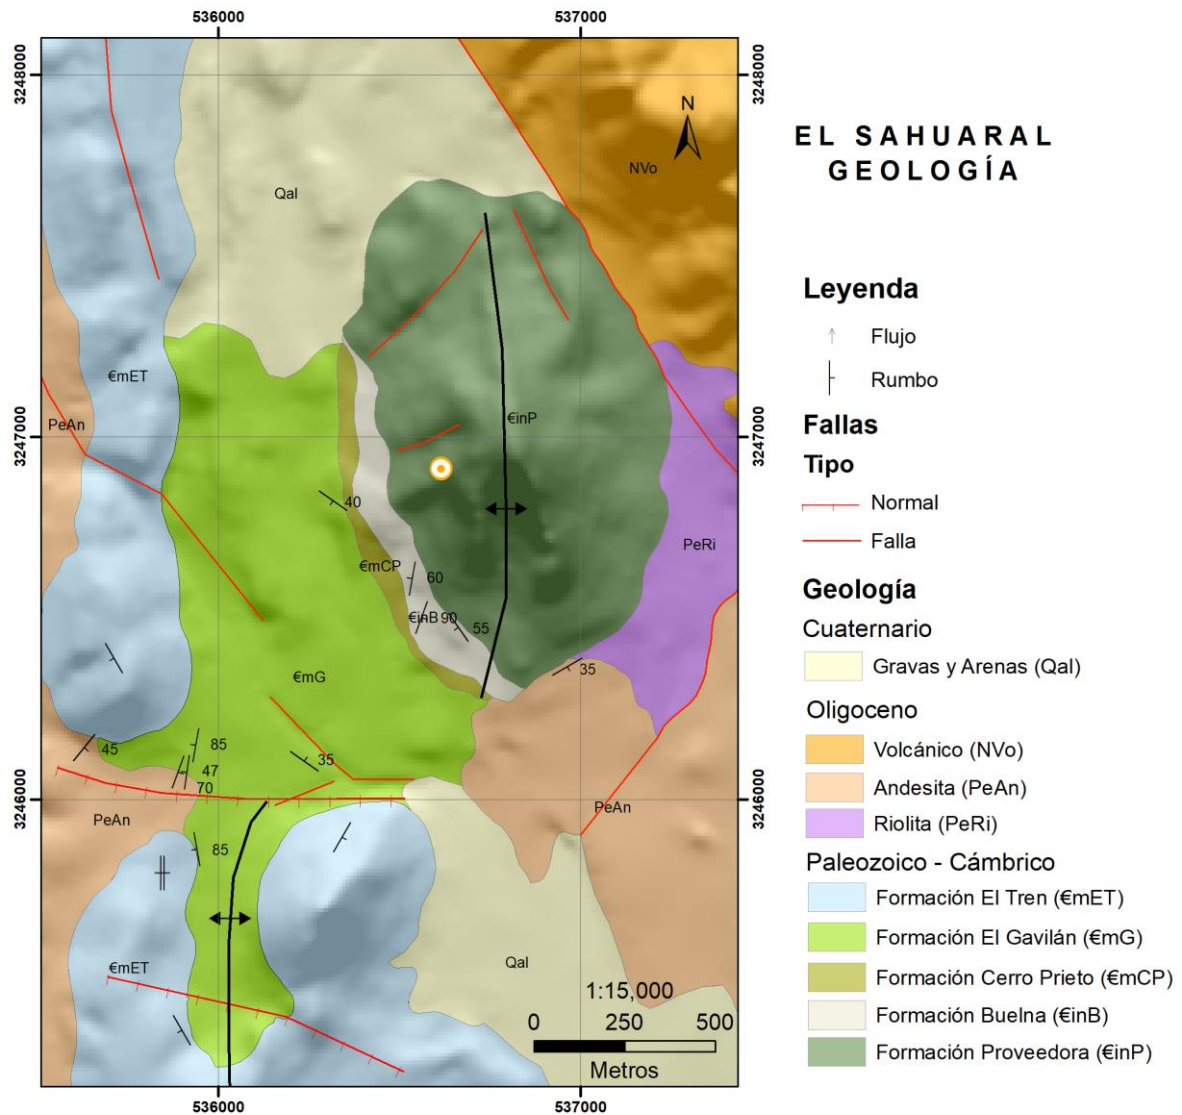 536000
537000
3248000
3248000
N
EL SAHUARAL
GEOLOGÍA
NVo
Qal
Leyenda
Flujo
Rumbo
€mET
PeAn
€inP
Fallas
Tipo
3247000
3247000
Normal
Falla
40
PeRi
€mCP
60
€inB
90
55
Geología
Cuaternario
Gravas y Arenas (Qal)
€mG
35
Oligoceno
Volcánico (NVo)
Andesita (PeAn)
Riolita (PeRi)
45
85
47
70
35
3246000
3246000
PeAn
PeAn
85
Paleozoico - Cámbrico
Formación El Tren (€mET)
Formación El Gavilán (€mG)
Formación Cerro Prieto (€mCP)
Formación Buelna (€inB)
Formación Proveedora (€inP)
€mET
Qal
1:15,000
0 250 500
Metros
536000
537000